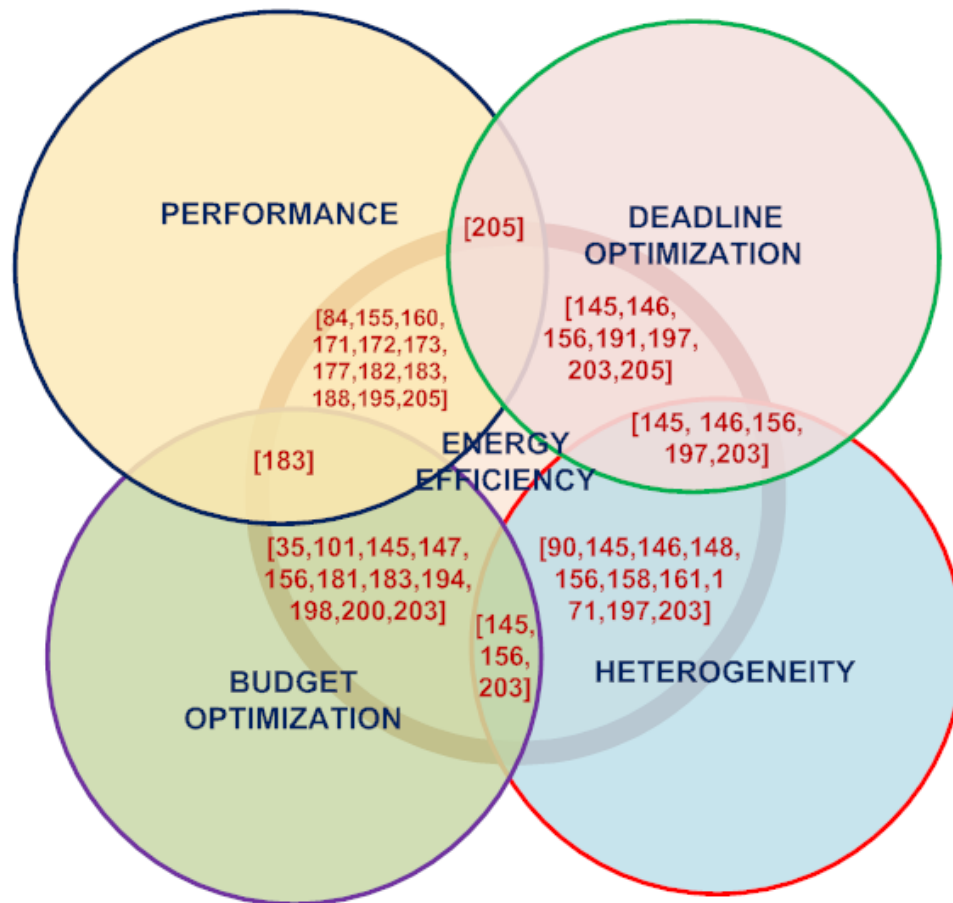 PERFORMANCE
[205]
DEADLINE
OPTIMIZATION
[84,155,160,
171,172,173,
177,182,183,
188,195,205]
[145,146,
156,191,197,
203,205]
[183]
ENERGY
EFFICIENCY
[145, 146,156,
197,203]
[35,101,145,147,
156,181,183,194,
198,200,203]
[90,145,146,148,
156,158,161,1
71,197,203]
[145,
156,
203]
BUDGET
OPTIMIZATION
HETEROGENEITY